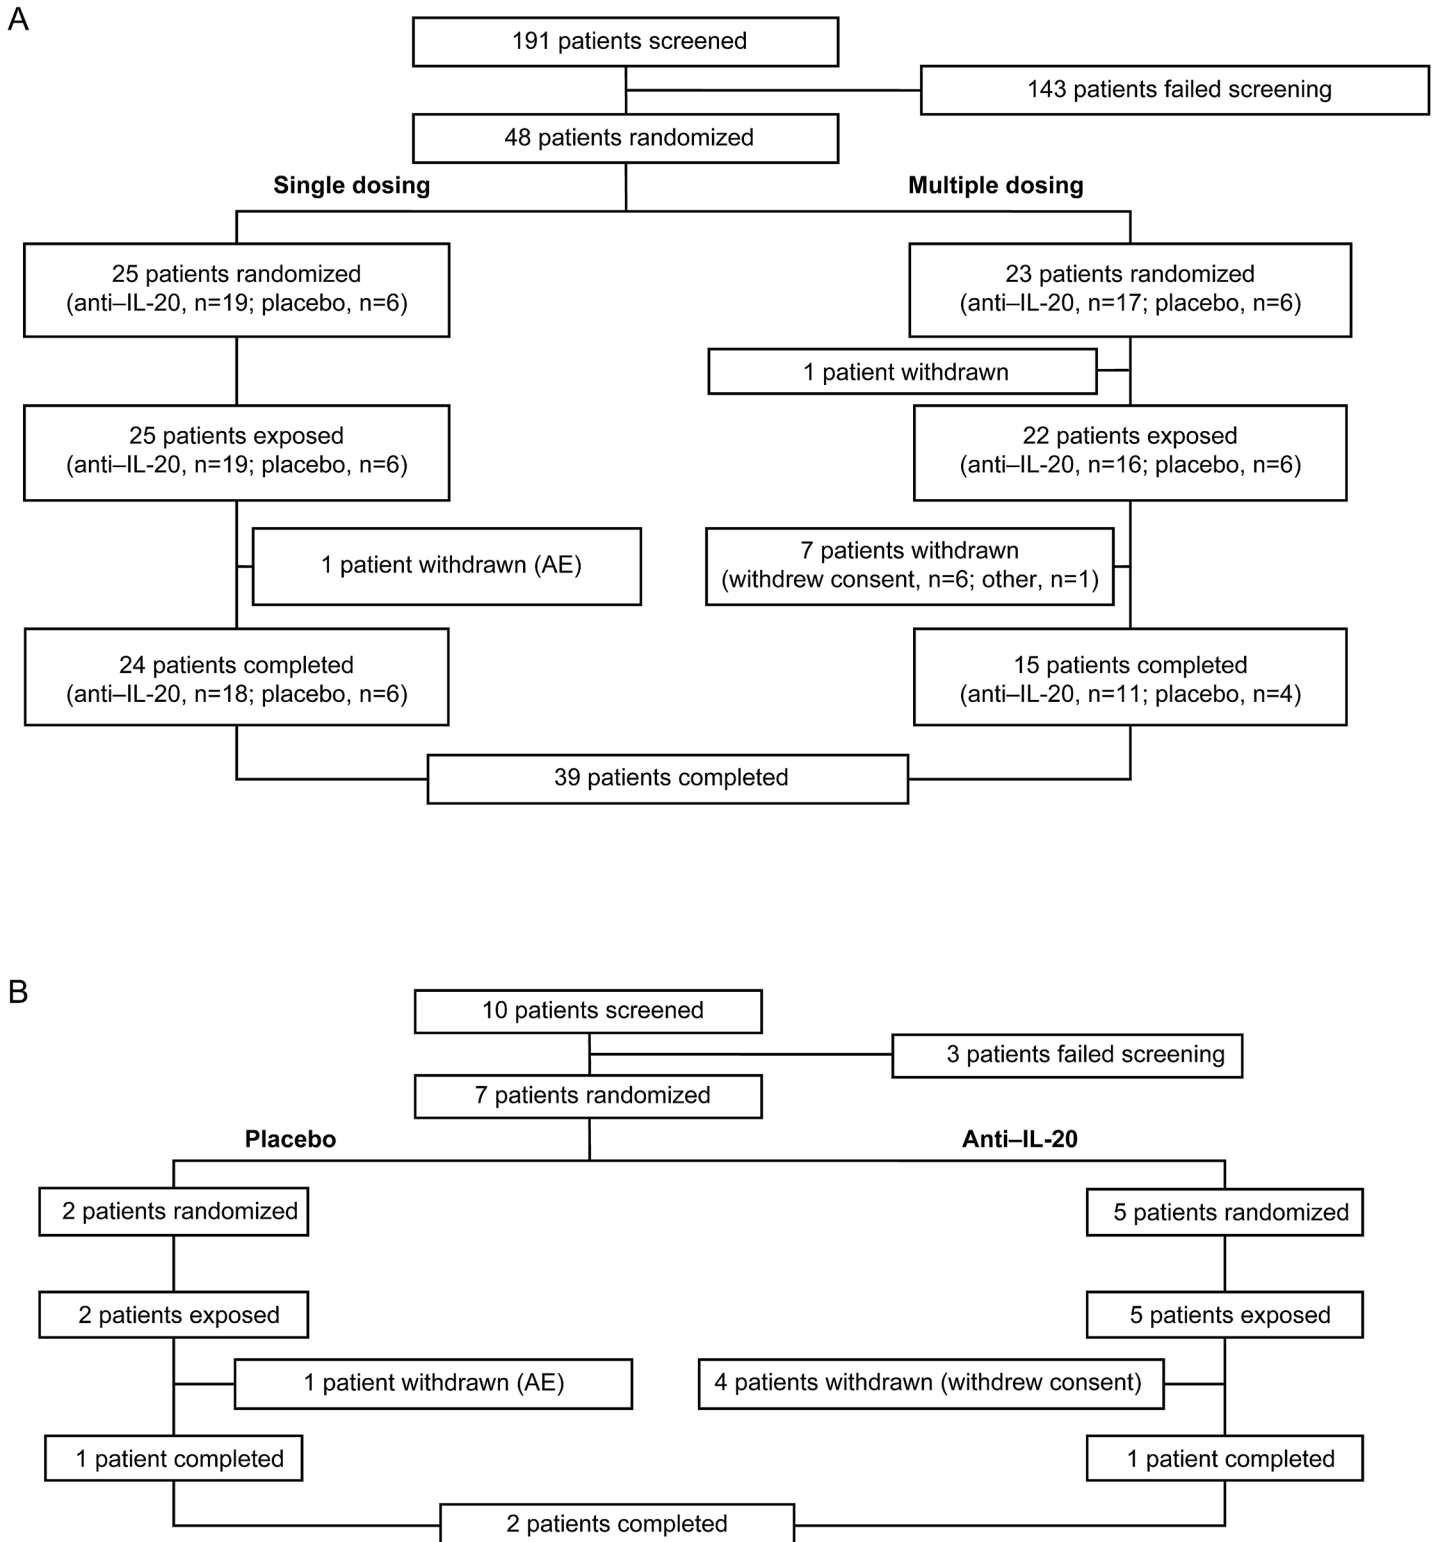 A
191 patients screened
143 patients failed screening
48 patients randomized
Single dosing
Multiple dosing
25 patients randomized
(anti–IL-20, n=19; placebo, n=6)
23 patients randomized
(anti–IL-20, n=17; placebo, n=6)
1 patient withdrawn
25 patients exposed
(anti–IL-20, n=19; placebo, n=6)
22 patients exposed
(anti–IL-20, n=16; placebo, n=6)
1 patient withdrawn (AE)
7 patients withdrawn
(withdrew consent, n=6; other, n=1)
24 patients completed
(anti–IL-20, n=18; placebo, n=6)
15 patients completed
(anti–IL-20, n=11; placebo, n=4)
39 patients completed
B
10 patients screened
3 patients failed screening
7 patients randomized
Placebo
Anti–IL-20
2 patients randomized
5 patients randomized
2 patients exposed
5 patients exposed
1 patient withdrawn (AE)
4 patients withdrawn (withdrew consent)
1 patient completed
1 patient completed
2 patients completed